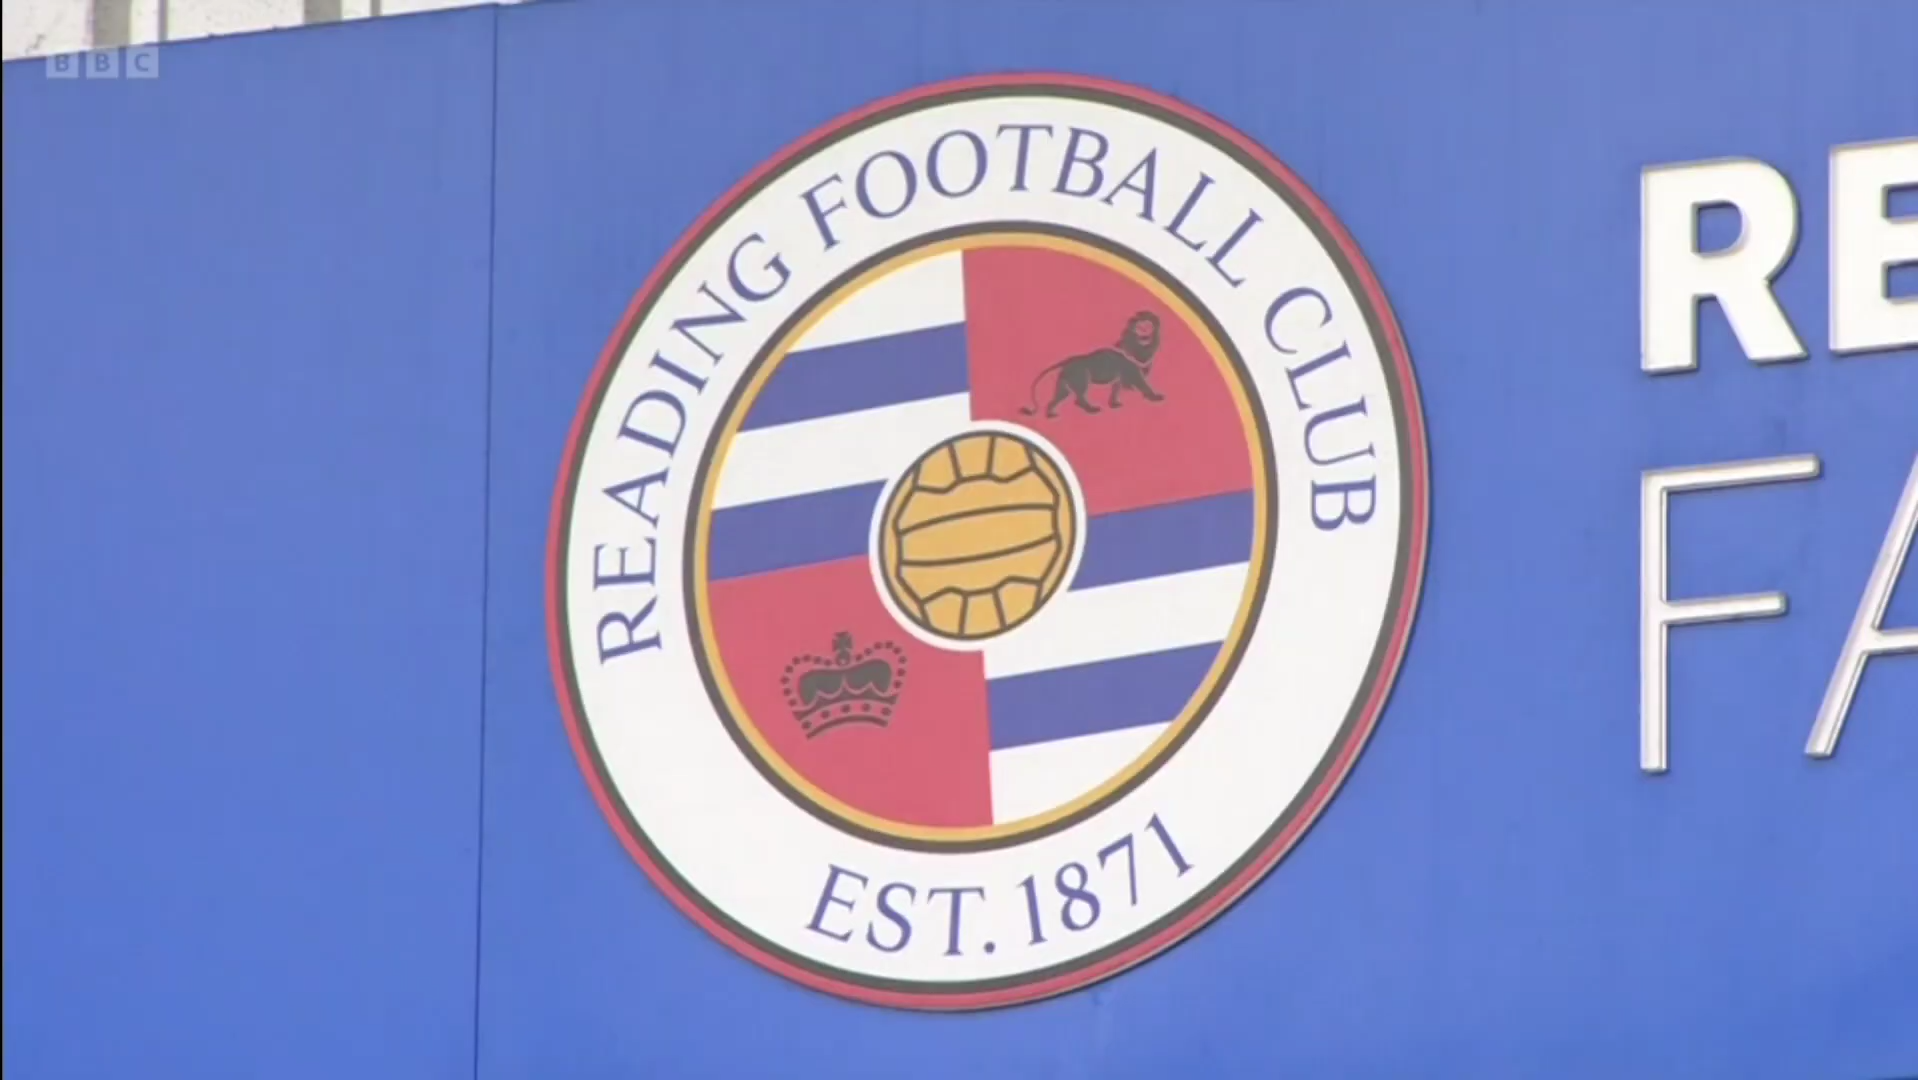 BBC
READING FOOTBALL CLUB
EST. 1871
RE
FA